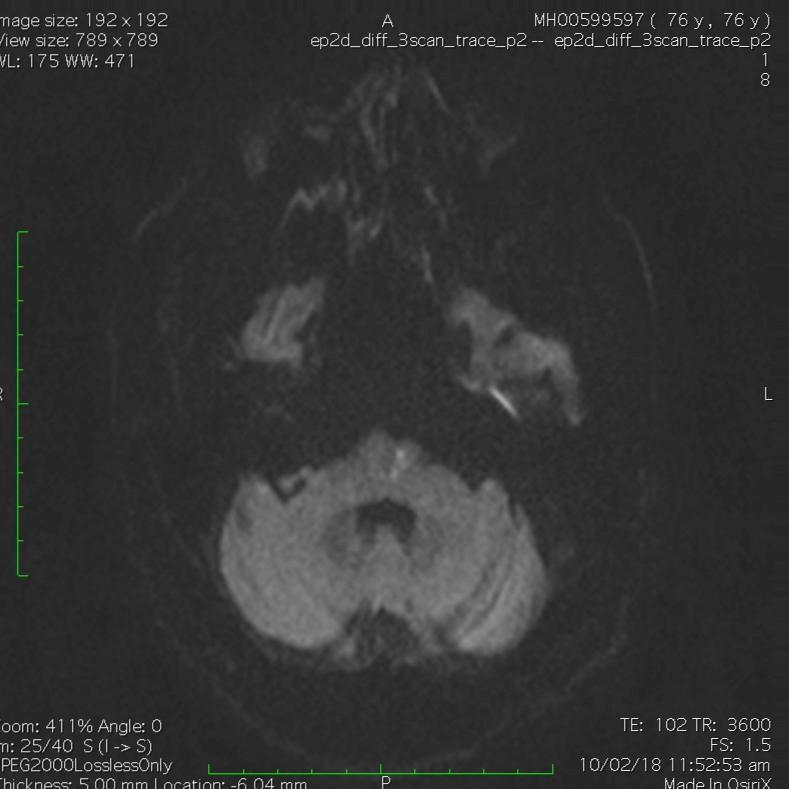 mage size: 192 x 192
View size: 789 x 789
WL: 175 WW: 471
A
MH00599597 ( 76 y, 76 y )
ep2d_diff_3scan_trace_p2 -- ep2d_diff_3scan_trace_p2
1
8
R
L
Zoom: 411% Angle: 0
m: 25/40 S (I -> S)
PEG2000LosslessOnly
Thickness: 5.00 mm Location: -6.04 mm
P
TE: 102 TR: 3600
FS: 1.5
10/02/18 11:52:53 am
Made In OsiriX